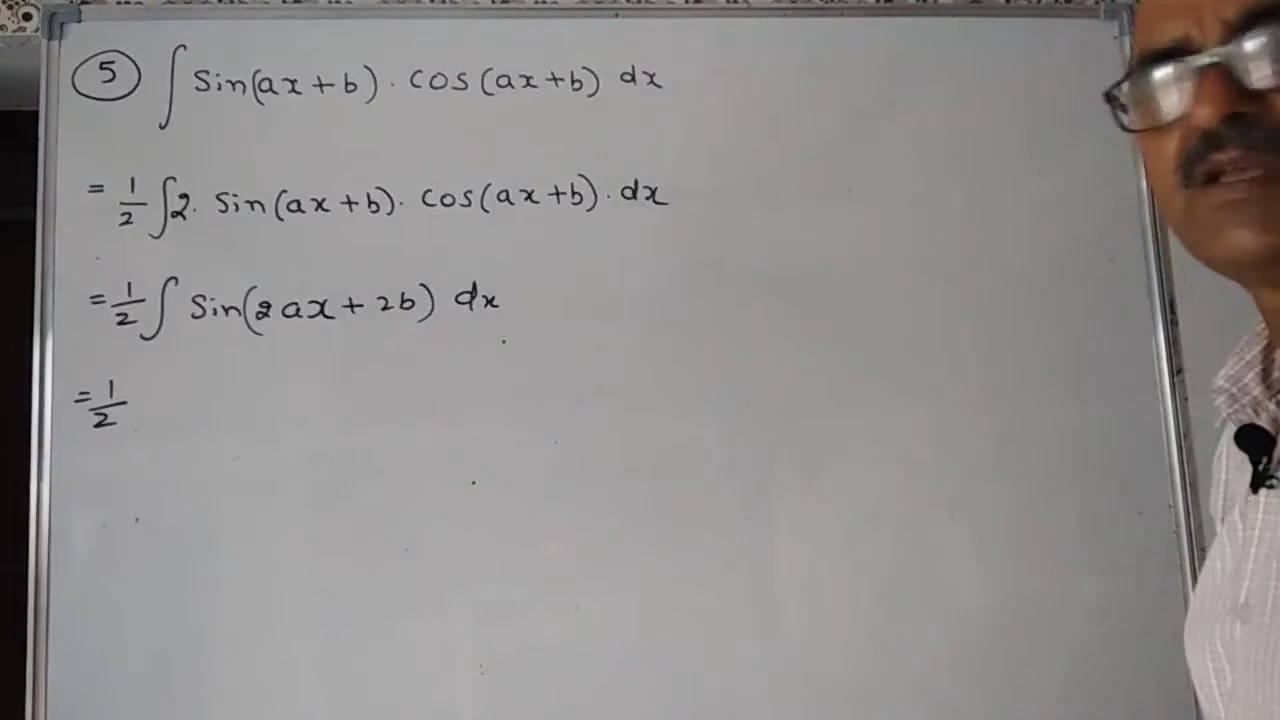 ⑤ ∫ Sin(ax+b) · cos(ax+b) dx
= 1/2 ∫ 2. Sin(ax+b). cos(ax+b). dx
= 1/2 ∫ Sin(2ax+2b) dx
= 1/2